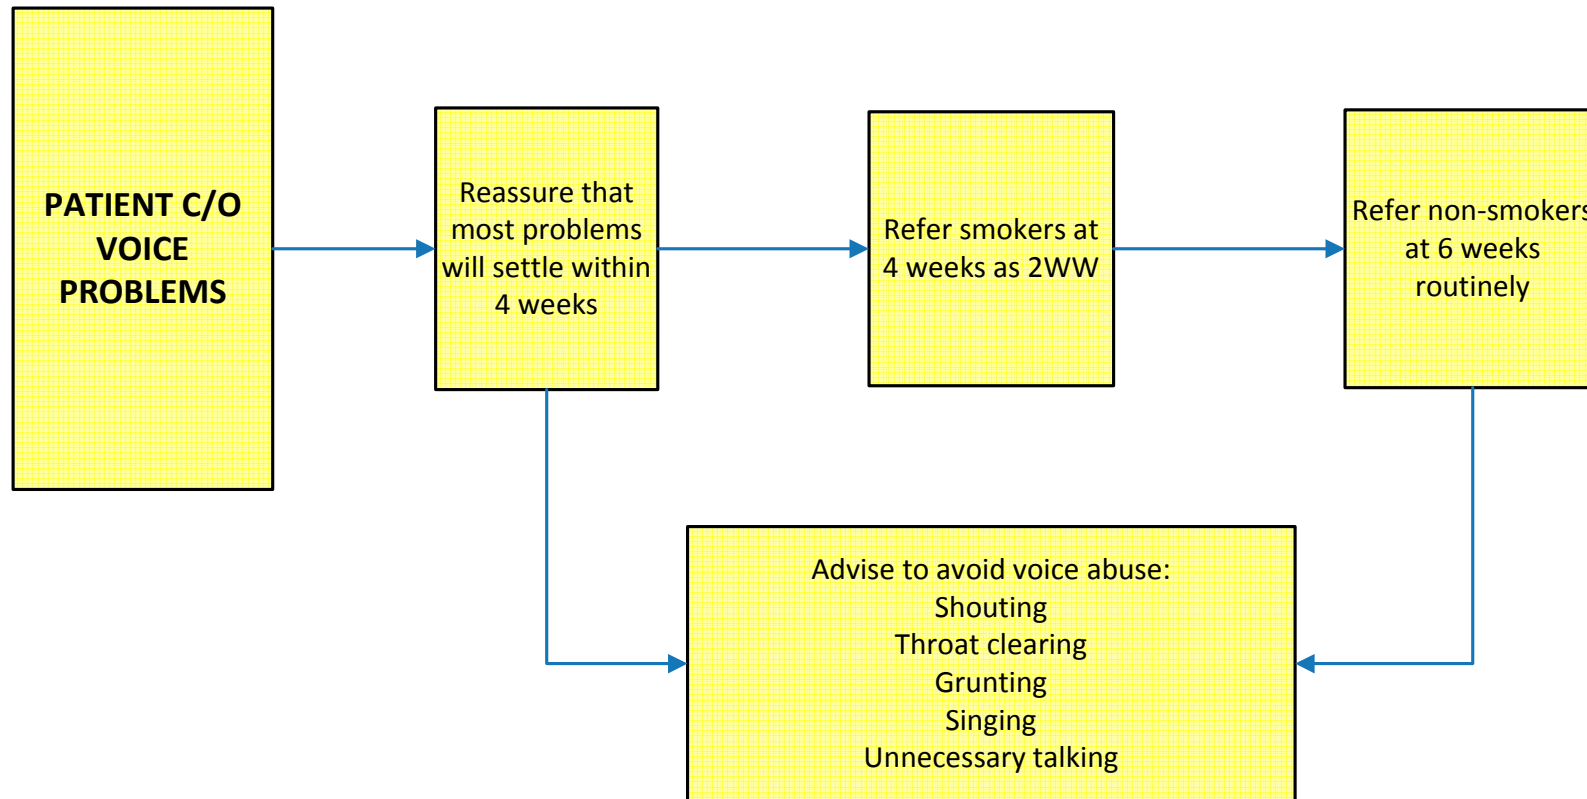 PATIENT C/O
VOICE
PROBLEMS
Reassure that
most problems
will settle within
4 weeks
Refer smokers at
4 weeks as 2WW
Refer non-smokers
at 6 weeks
routinely
Advise to avoid voice abuse:
Shouting
Throat clearing
Grunting
Singing
Unnecessary talking